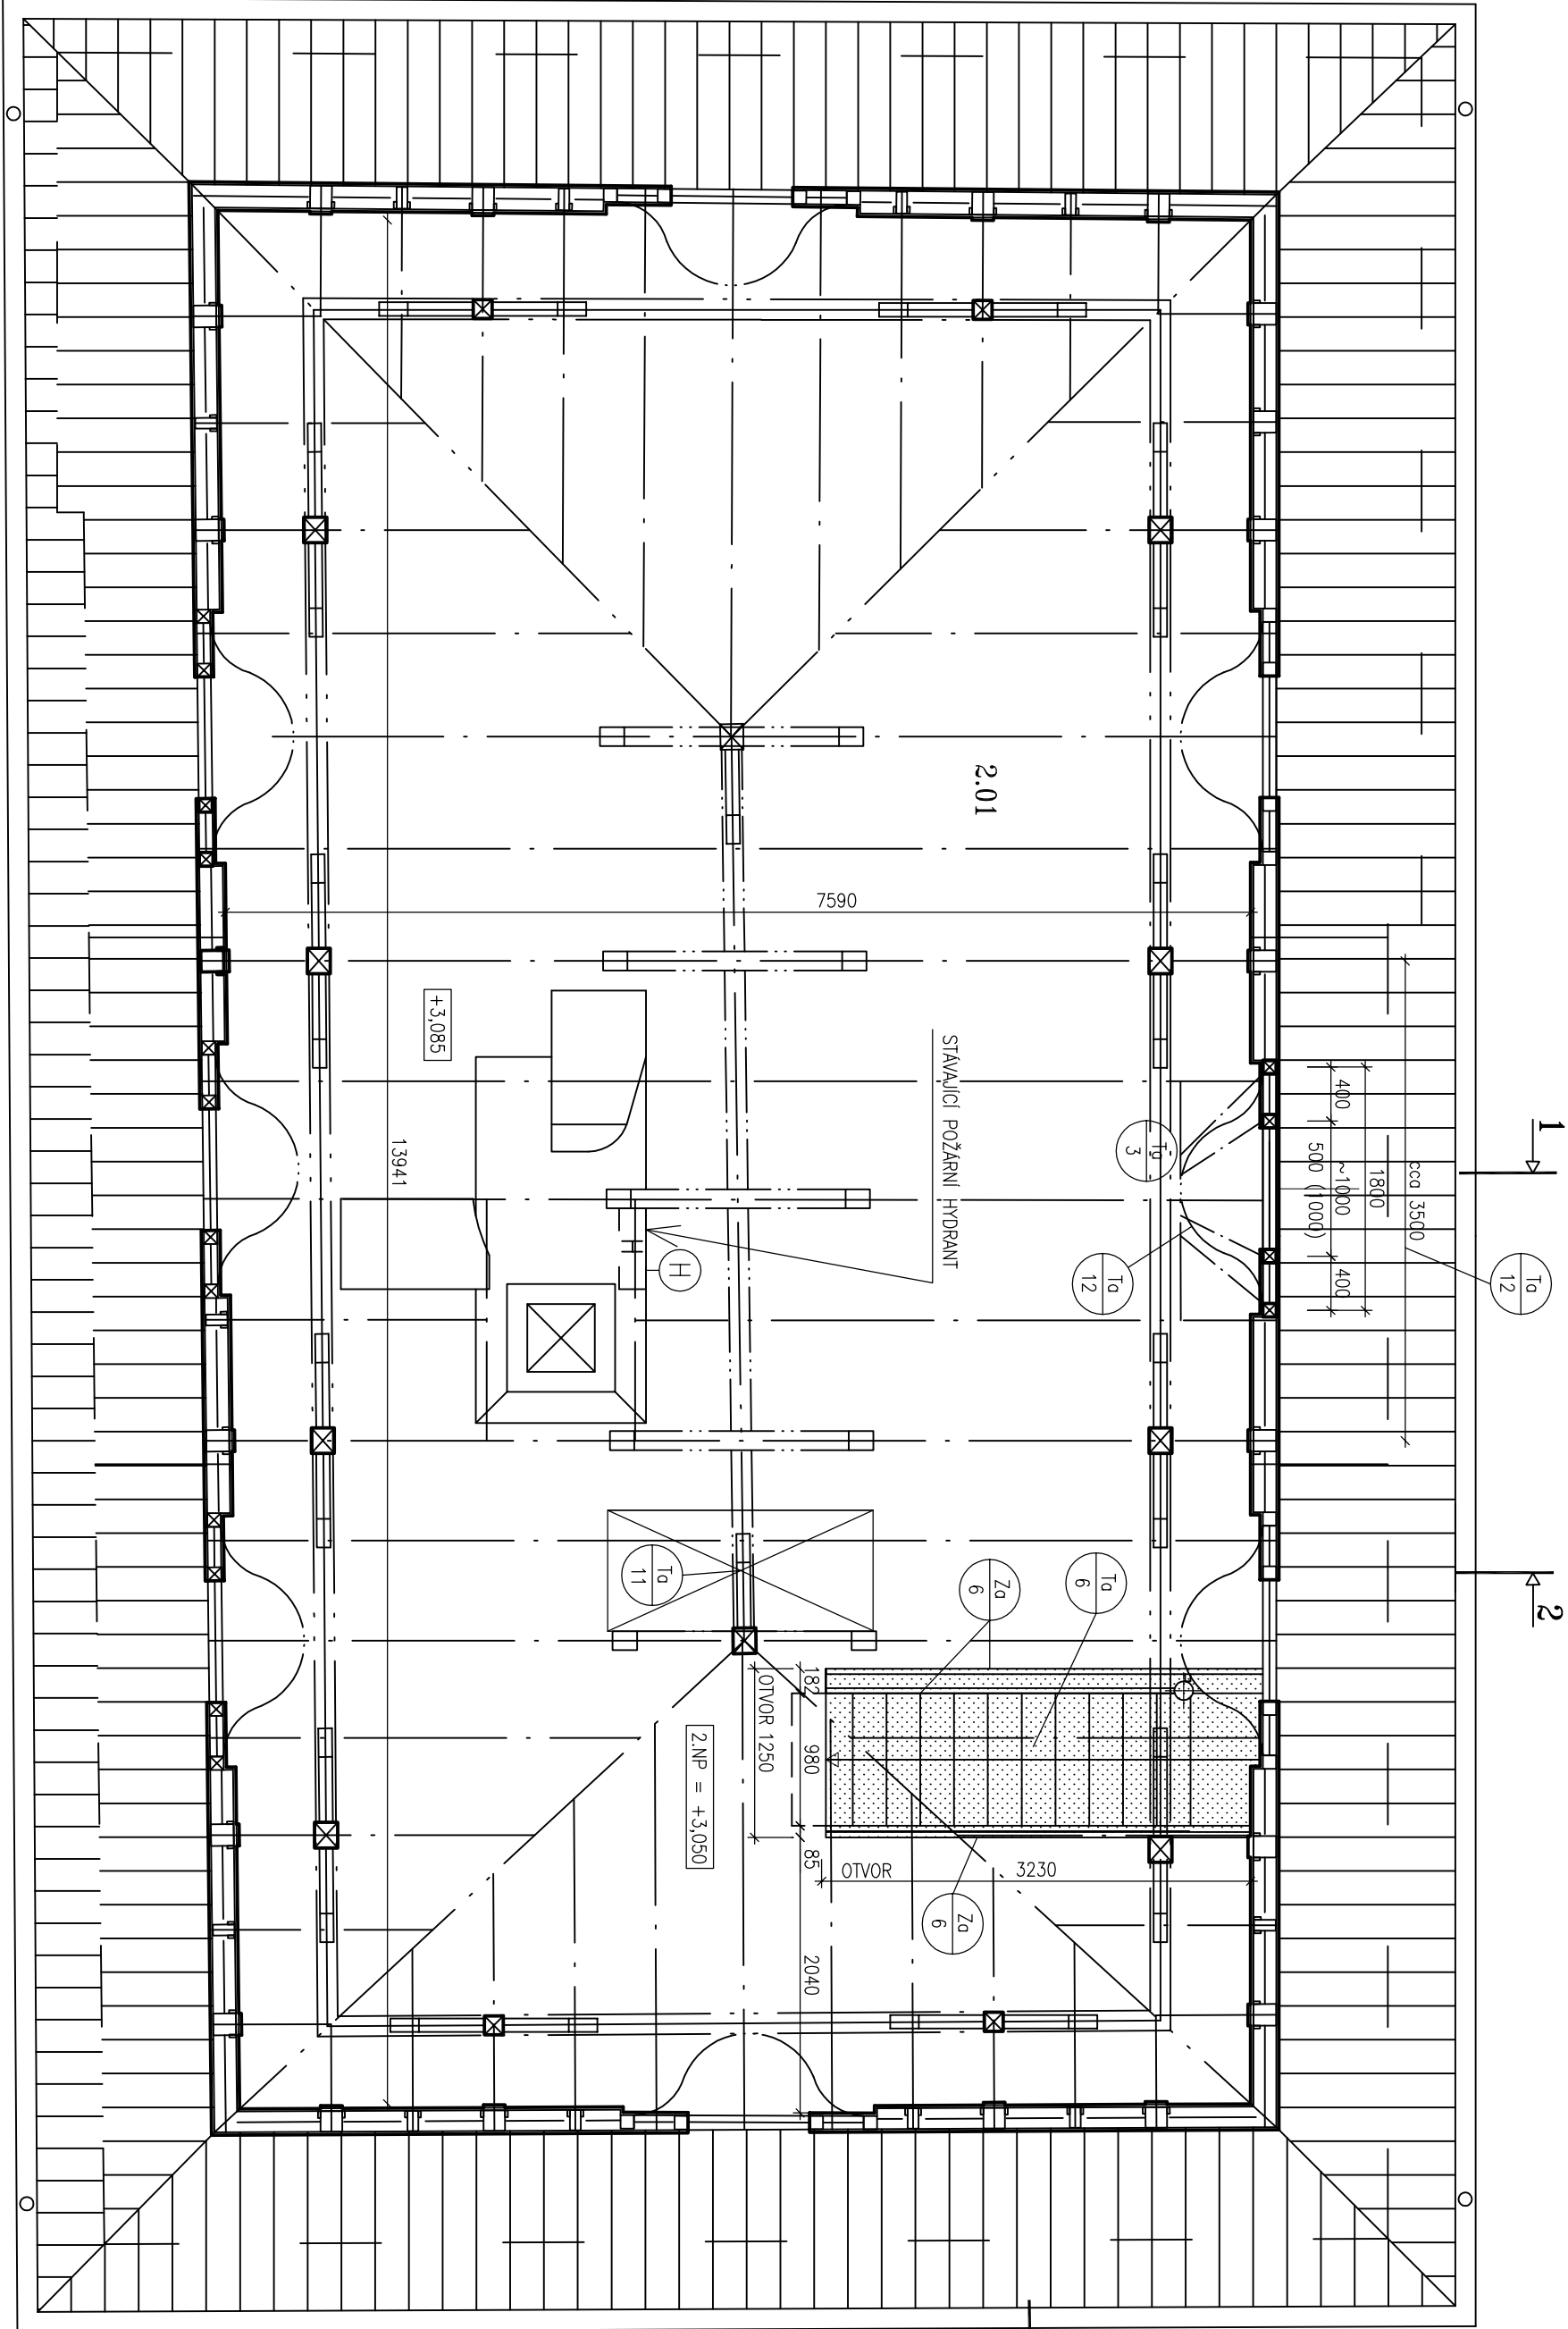 1
2
Ta
12
cca 3500
1800
400
~1000
400
500 (1000)
Tg
3
Ta
12
2.01
STÁVAJÍCÍ POŽÁRNÍ HYDRANT
Ta
6
Za
6
3230
OTVOR
Za
6
7590
182
980
85
2040
OTVOR 1250
2.NP = +3,050
H
Ta
11
+3,085
13941